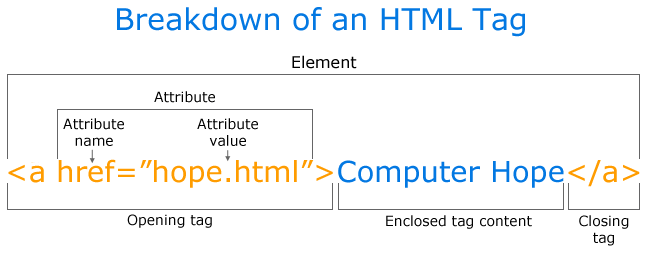 Breakdown of an HTML Tag
Element
Attribute
Attribute name
Attribute value
<a href=”hope.html”>Computer Hope</a>
Opening tag
Enclosed tag content
Closing tag